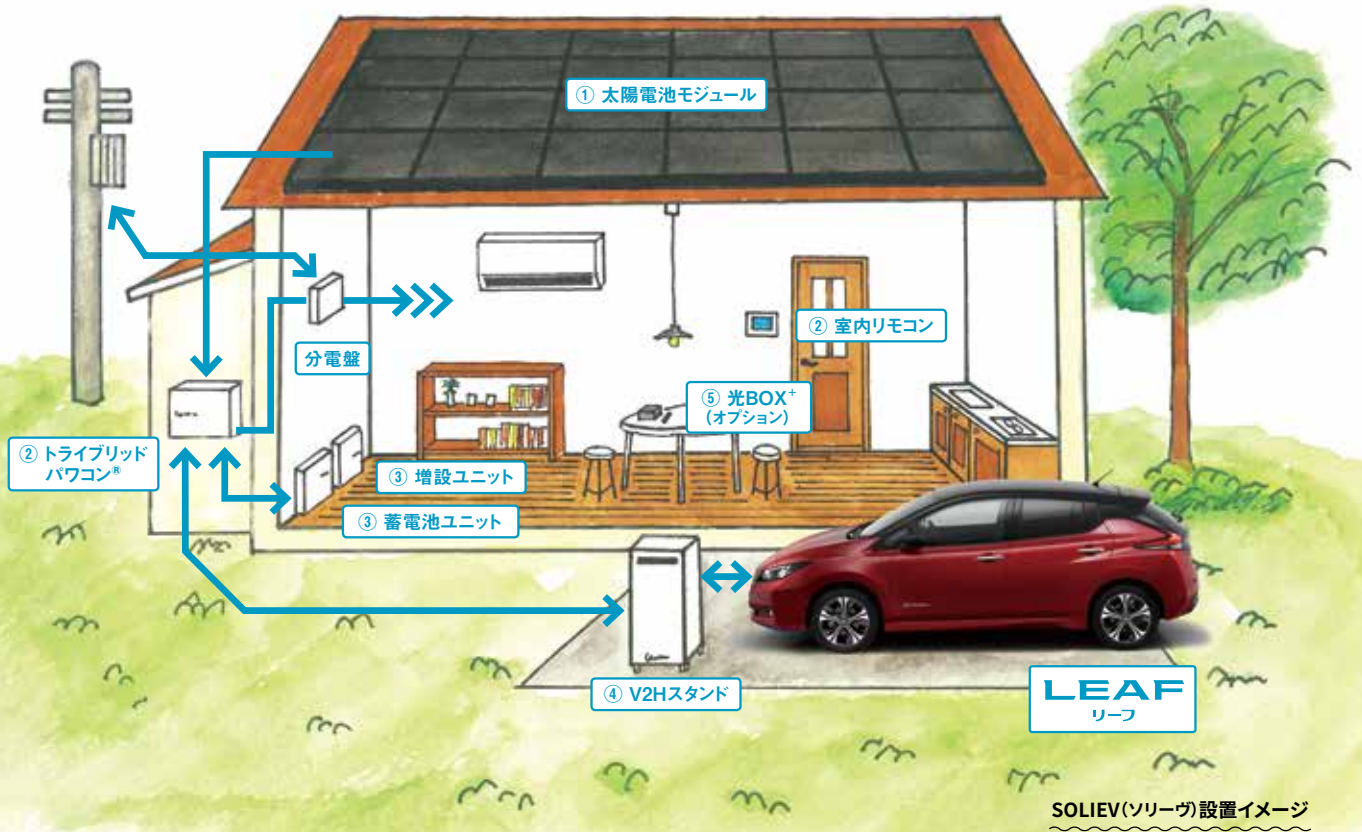 ① 太陽電池モジュール
② 室内リモコン
分電盤
⑤ 光BOX⁺
(オプション)
② トライブリッド
パワコン®
③ 増設ユニット
③ 蓄電池ユニット
④ V2Hスタンド
LEAF
リーフ
SOLIEV(ソリーヴ)設置イメージ